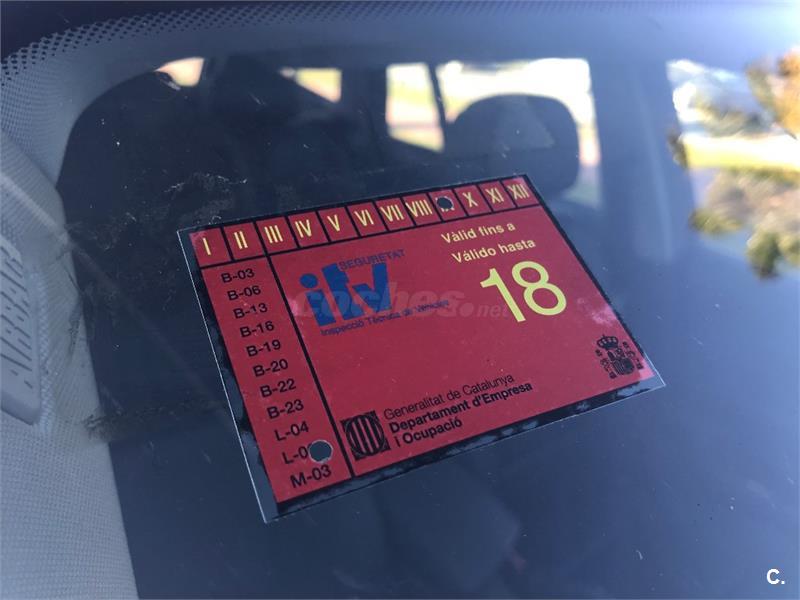 I II III IV V VI VII VIII X XI XII
B-03
B-06
B-13
B-16
B-19
B-20
B-22
B-23
L-04
M-03
SEGURETAT
itv
Inspecció Tècnica de Vehicles
Vàlid fins a
Válido hasta
18
coches.net
Generalitat de Catalunya
Departament d'Empresa
i Ocupació
C.